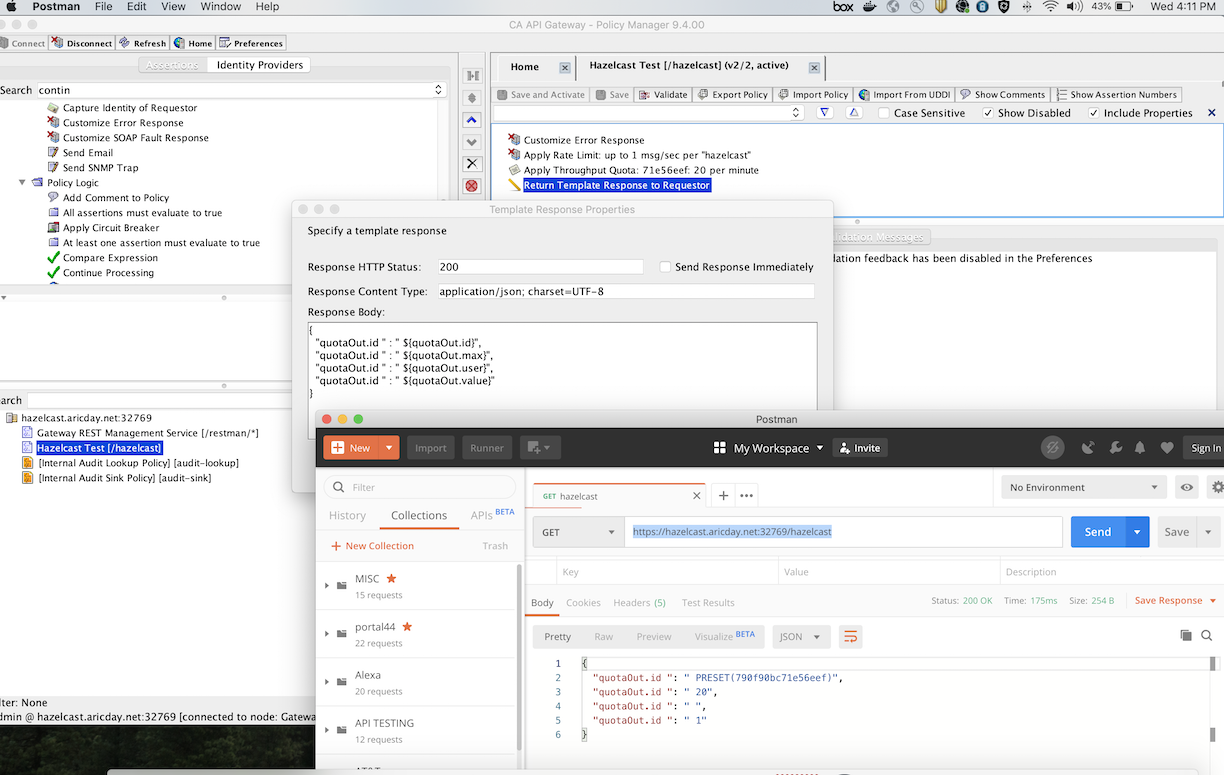 Postman File Edit View Window Help
box 43% Wed 4:11 PM
CA API Gateway - Policy Manager 9.4.00
Connect Disconnect Refresh Home Preferences
Assertions Identity Providers
Search contin
Capture Identity of Requestor
Customize Error Response
Customize SOAP Fault Response
Send Email
Send SNMP Trap
Policy Logic
Add Comment to Policy
All assertions must evaluate to true
Apply Circuit Breaker
At least one assertion must evaluate to true
Compare Expression
Continue Processing
Home Hazelcast Test [/hazelcast] (v2/2, active)
Save and Activate Save Validate Export Policy Import Policy Import From UDDI Show Comments Show Assertion Numbers
Case Sensitive Show Disabled Include Properties
Customize Error Response
Apply Rate Limit: up to 1 msg/sec per "hazelcast"
Apply Throughput Quota: 71e56eef: 20 per minute
Return Template Response to Requestor
idation Messages
lation feedback has been disabled in the Preferences
Template Response Properties
Specify a template response
Response HTTP Status: 200 Send Response Immediately
Response Content Type: application/json; charset=UTF-8
Response Body:
{
"quotaOut.id " : " ${quotaOut.id}",
"quotaOut.id " : " ${quotaOut.max}",
"quotaOut.id " : " ${quotaOut.user}",
"quotaOut.id " : " ${quotaOut.value}"
}
arch
hazelcast.aricday.net:32769
Gateway REST Management Service [/restman/*]
Hazelcast Test [/hazelcast]
[Internal Audit Lookup Policy] [audit-lookup]
[Internal Audit Sink Policy] [audit-sink]
lter: None
dmin @ hazelcast.aricday.net:32769 [connected to node: Gatewa
Postman
New Import Runner My Workspace Invite Sign In
Filter
History Collections APIs BETA
New Collection Trash
MISC
15 requests
portal44
22 requests
Alexa
20 requests
API TESTING
12 requests
AT&T
GET hazelcast
No Environment
GET https://hazelcast.aricday.net:32769/hazelcast Send Save
Key Value Description
Body Cookies Headers (5) Test Results Status: 200 OK Time: 175ms Size: 254 B Save Response
Pretty Raw Preview Visualize BETA JSON
1 {
2 "quotaOut.id ": " PRESET(790f90bc71e56eef)",
3 "quotaOut.id ": " 20",
4 "quotaOut.id ": " ",
5 "quotaOut.id ": " 1"
6 }